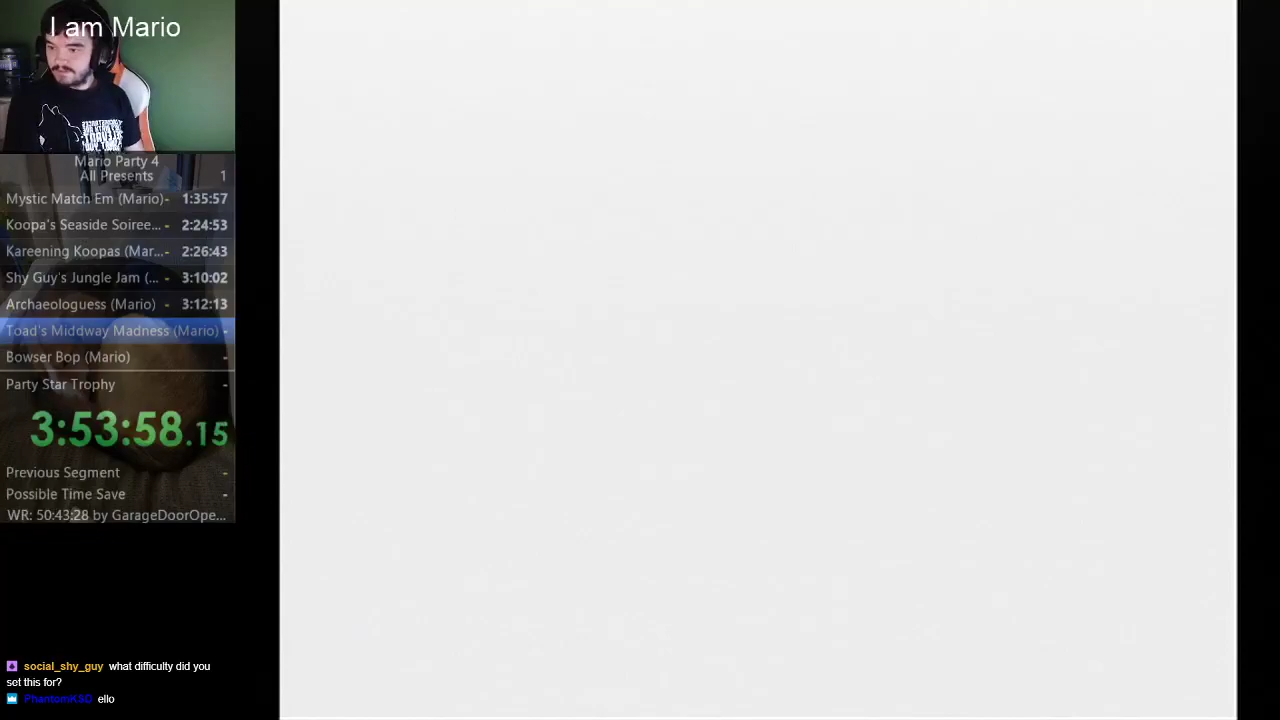 I am Mario
Mario Party 4
All Presents 1
Mystic Match Em (Mario) - 1:35:57
Koopa's Seaside Soiree... - 2:24:53
Kareening Koopas (Mar... - 2:26:43
Shy Guy's Jungle Jam (... - 3:10:02
Archaeologuess (Mario) - 3:12:13
Toad's Middway Madness (Mario) -
Bowser Bop (Mario) -
Party Star Trophy -
3:53:58.15
Previous Segment -
Possible Time Save -
WR: 50:43:28 by GarageDoorOpe...
social_shy_guy what difficulty did you
set this for?
PhantomK3D ello